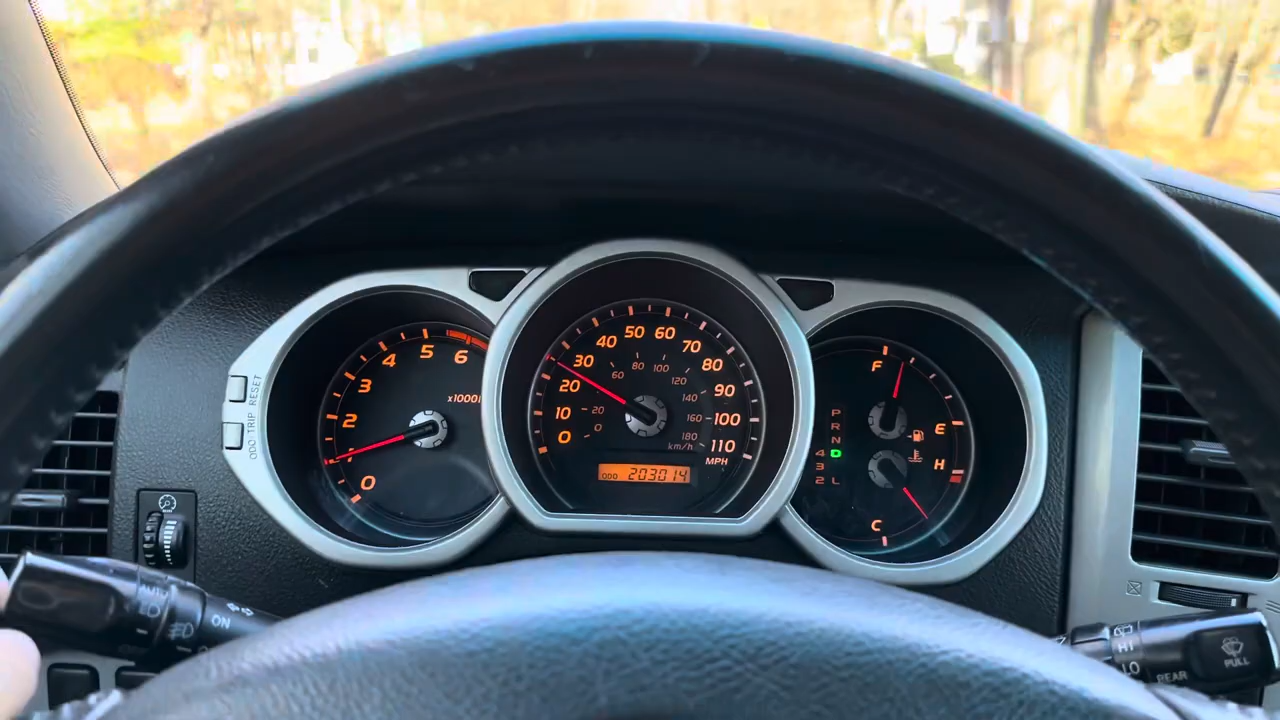 ODO TRIP RESET
0
2
3
4
5
6
x1000r
0
10
20
30
40
50
60
70
80
90
100
110
0
20
60
80
100
120
140
160
180
km/h
MPH
ODO 203014
P
R
N
D
4
3
2 L
F
E
H
C
AUTO
ON
HI
LO
REAR
PULL